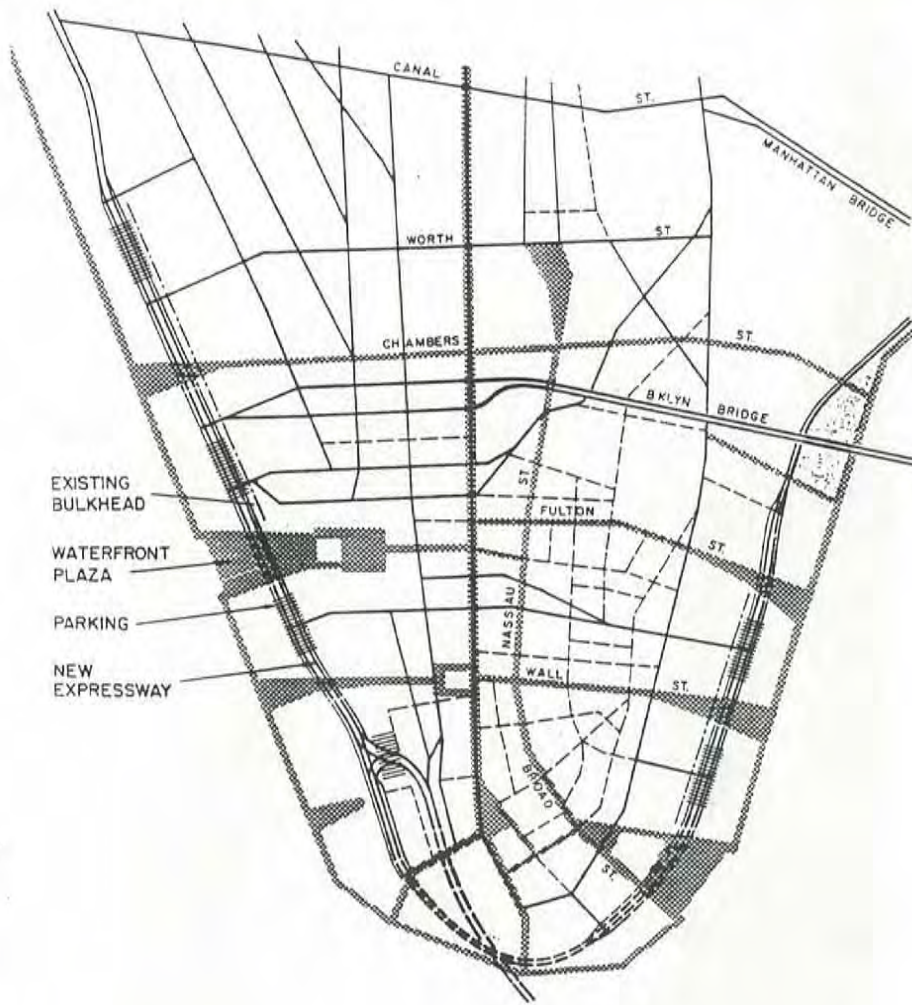 CANAL
ST.
MANHATTAN BRIDGE
WORTH
ST
CHAMBERS
ST.
BKLYN BRIDGE
EXISTING
BULKHEAD
ST.
FULTON
ST.
WATERFRONT
PLAZA
NASSAU
PARKING
NEW
EXPRESSWAY
WALL
ST.
BROAD
ST.